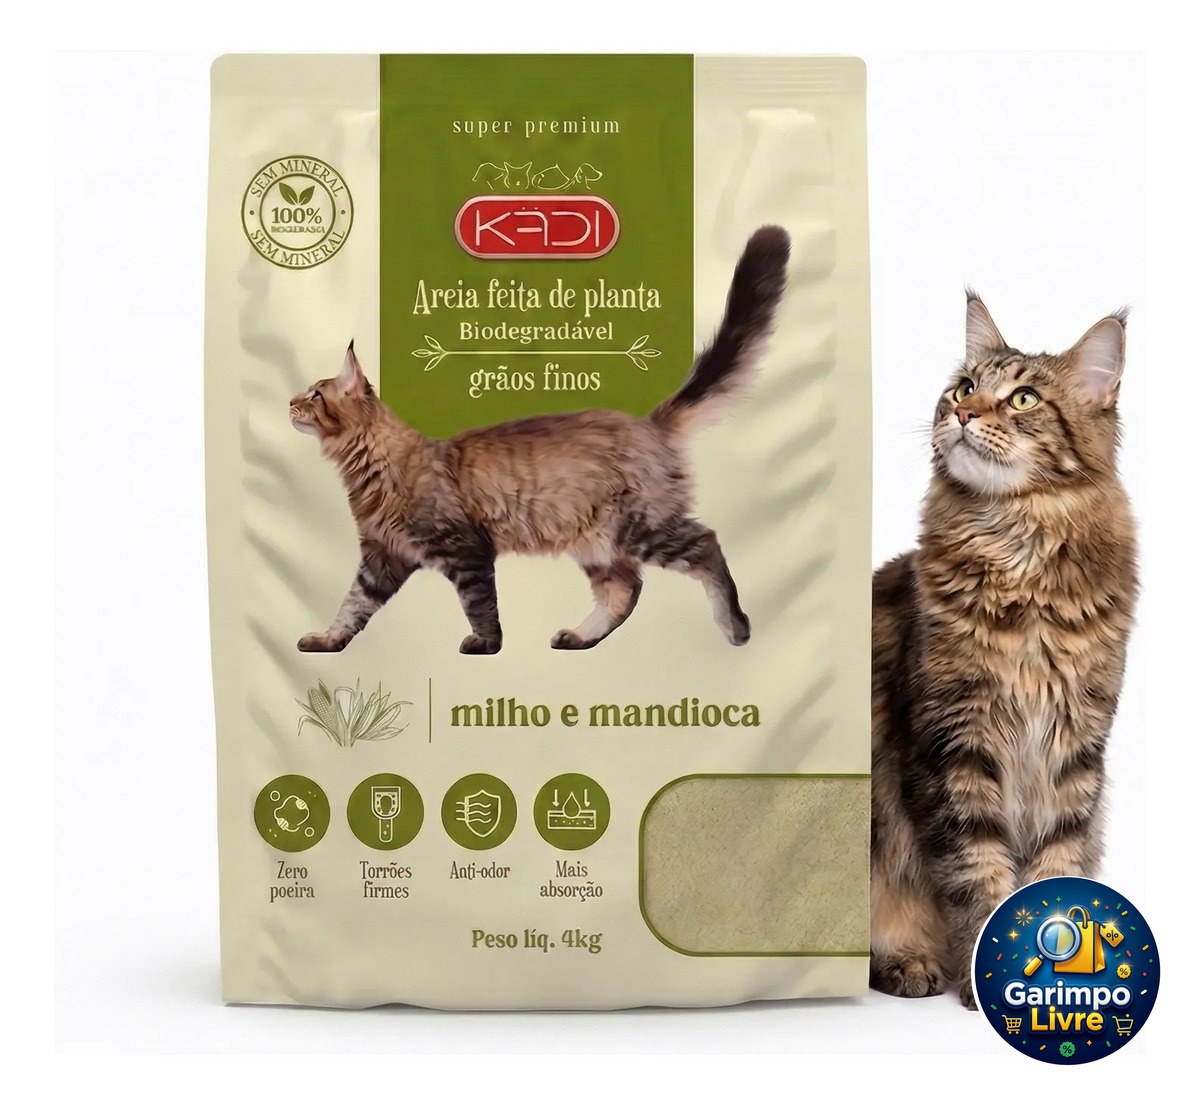 super premium
KÄDI
SEM MINERAL
100%
SEM MINERAL
Areia feita de planta
Biodegradável
grãos finos
milho e mandioca
Zero
poeira
Torrões
firmes
Anti-odor
Mais
absorção
Peso líq. 4kg
Garimpo
Livre